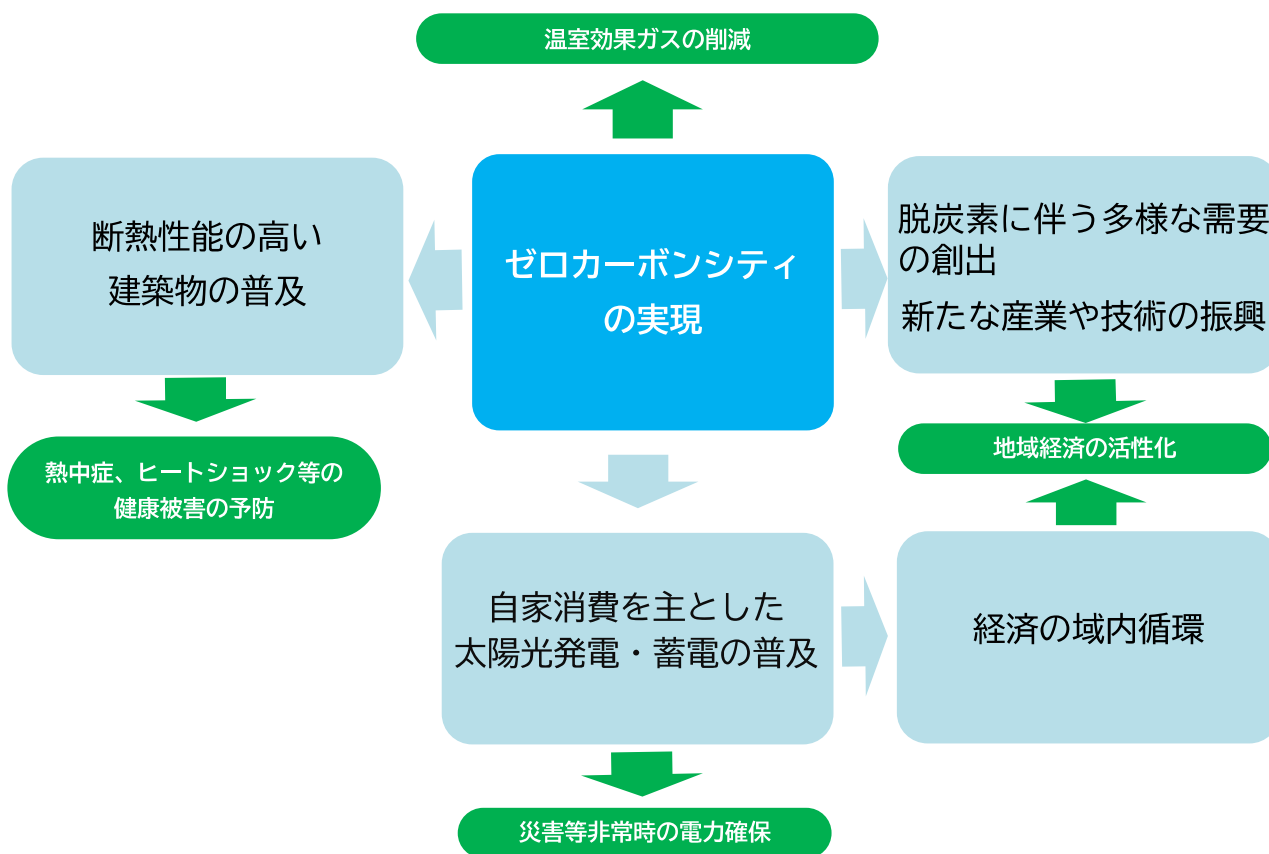 温室効果ガスの削減
断熱性能の高い
建築物の普及
ゼロカーボンシティ
の実現
脱炭素に伴う多様な需要
の創出
新たな産業や技術の振興
熱中症、ヒートショック等の
健康被害の予防
地域経済の活性化
自家消費を主とした
太陽光発電・蓄電の普及
経済の域内循環
災害等非常時の電力確保